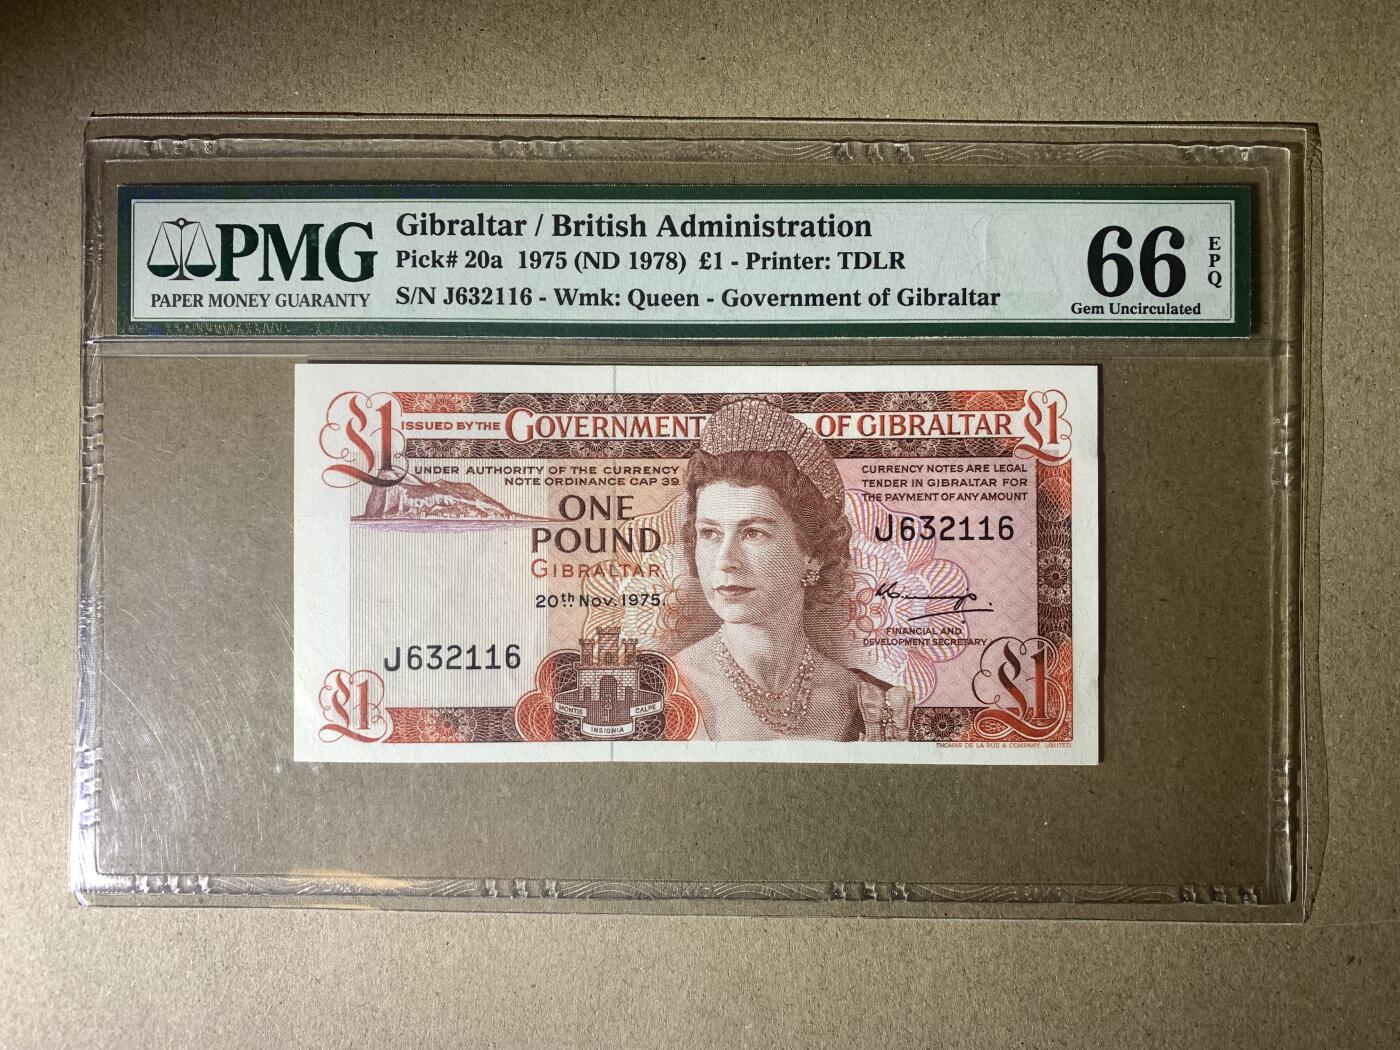 PMG
PAPER MONEY GUARANTY
Gibraltar / British Administration
Pick# 20a 1975 (ND 1978) £1 - Printer: TDLR
S/N J632116 - Wmk: Queen - Government of Gibraltar
66
EPQ
Gem Uncirculated
£1 ISSUED BY THE GOVERNMENT OF GIBRALTAR £1
UNDER AUTHORITY OF THE CURRENCY
NOTE ORDINANCE CAP 39.
CURRENCY NOTES ARE LEGAL
TENDER IN GIBRALTAR FOR
THE PAYMENT OF ANY AMOUNT
ONE
POUND
GIBRALTAR
20th Nov. 1975.
J632116
FINANCIAL AND
DEVELOPMENT SECRETARY
J632116
£1
MONTIS CALPE
INSIGNIA
£1
THOMAS DE LA RUE & COMPANY, LIMITED